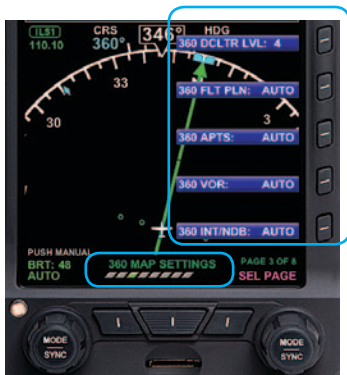 ILS1 CRS 346° HDG
110.10 360° 360 DCLTR LVL: 4
33
360 FLT PLN: AUTO
30 3
360 APTS: AUTO
360 VOR: AUTO
360 INT/NDB: AUTO
PUSH MANUAL
BRT: 48 360 MAP SETTINGS PAGE 3 OF 8
AUTO SEL PAGE
MODE MODE
SYNC SYNC